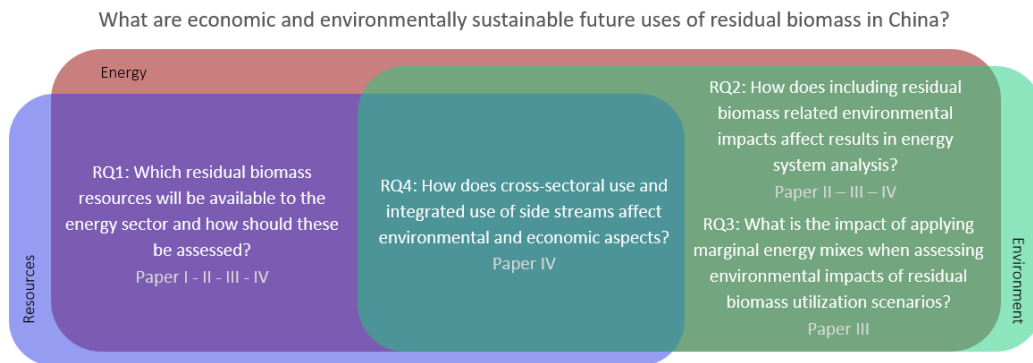 What are economic and environmentally sustainable future uses of residual biomass in China?
Energy
Resources
RQ1: Which residual biomass
resources will be available to the
energy sector and how should these
be assessed?
Paper I - II - III - IV
RQ4: How does cross-sectoral use and
integrated use of side streams affect
environmental and economic aspects?
Paper IV
RQ2: How does including residual
biomass related environmental
impacts affect results in energy
system analysis?
Paper II – III – IV
RQ3: What is the impact of applying
marginal energy mixes when assessing
environmental impacts of residual
biomass utilization scenarios?
Paper III
Environment